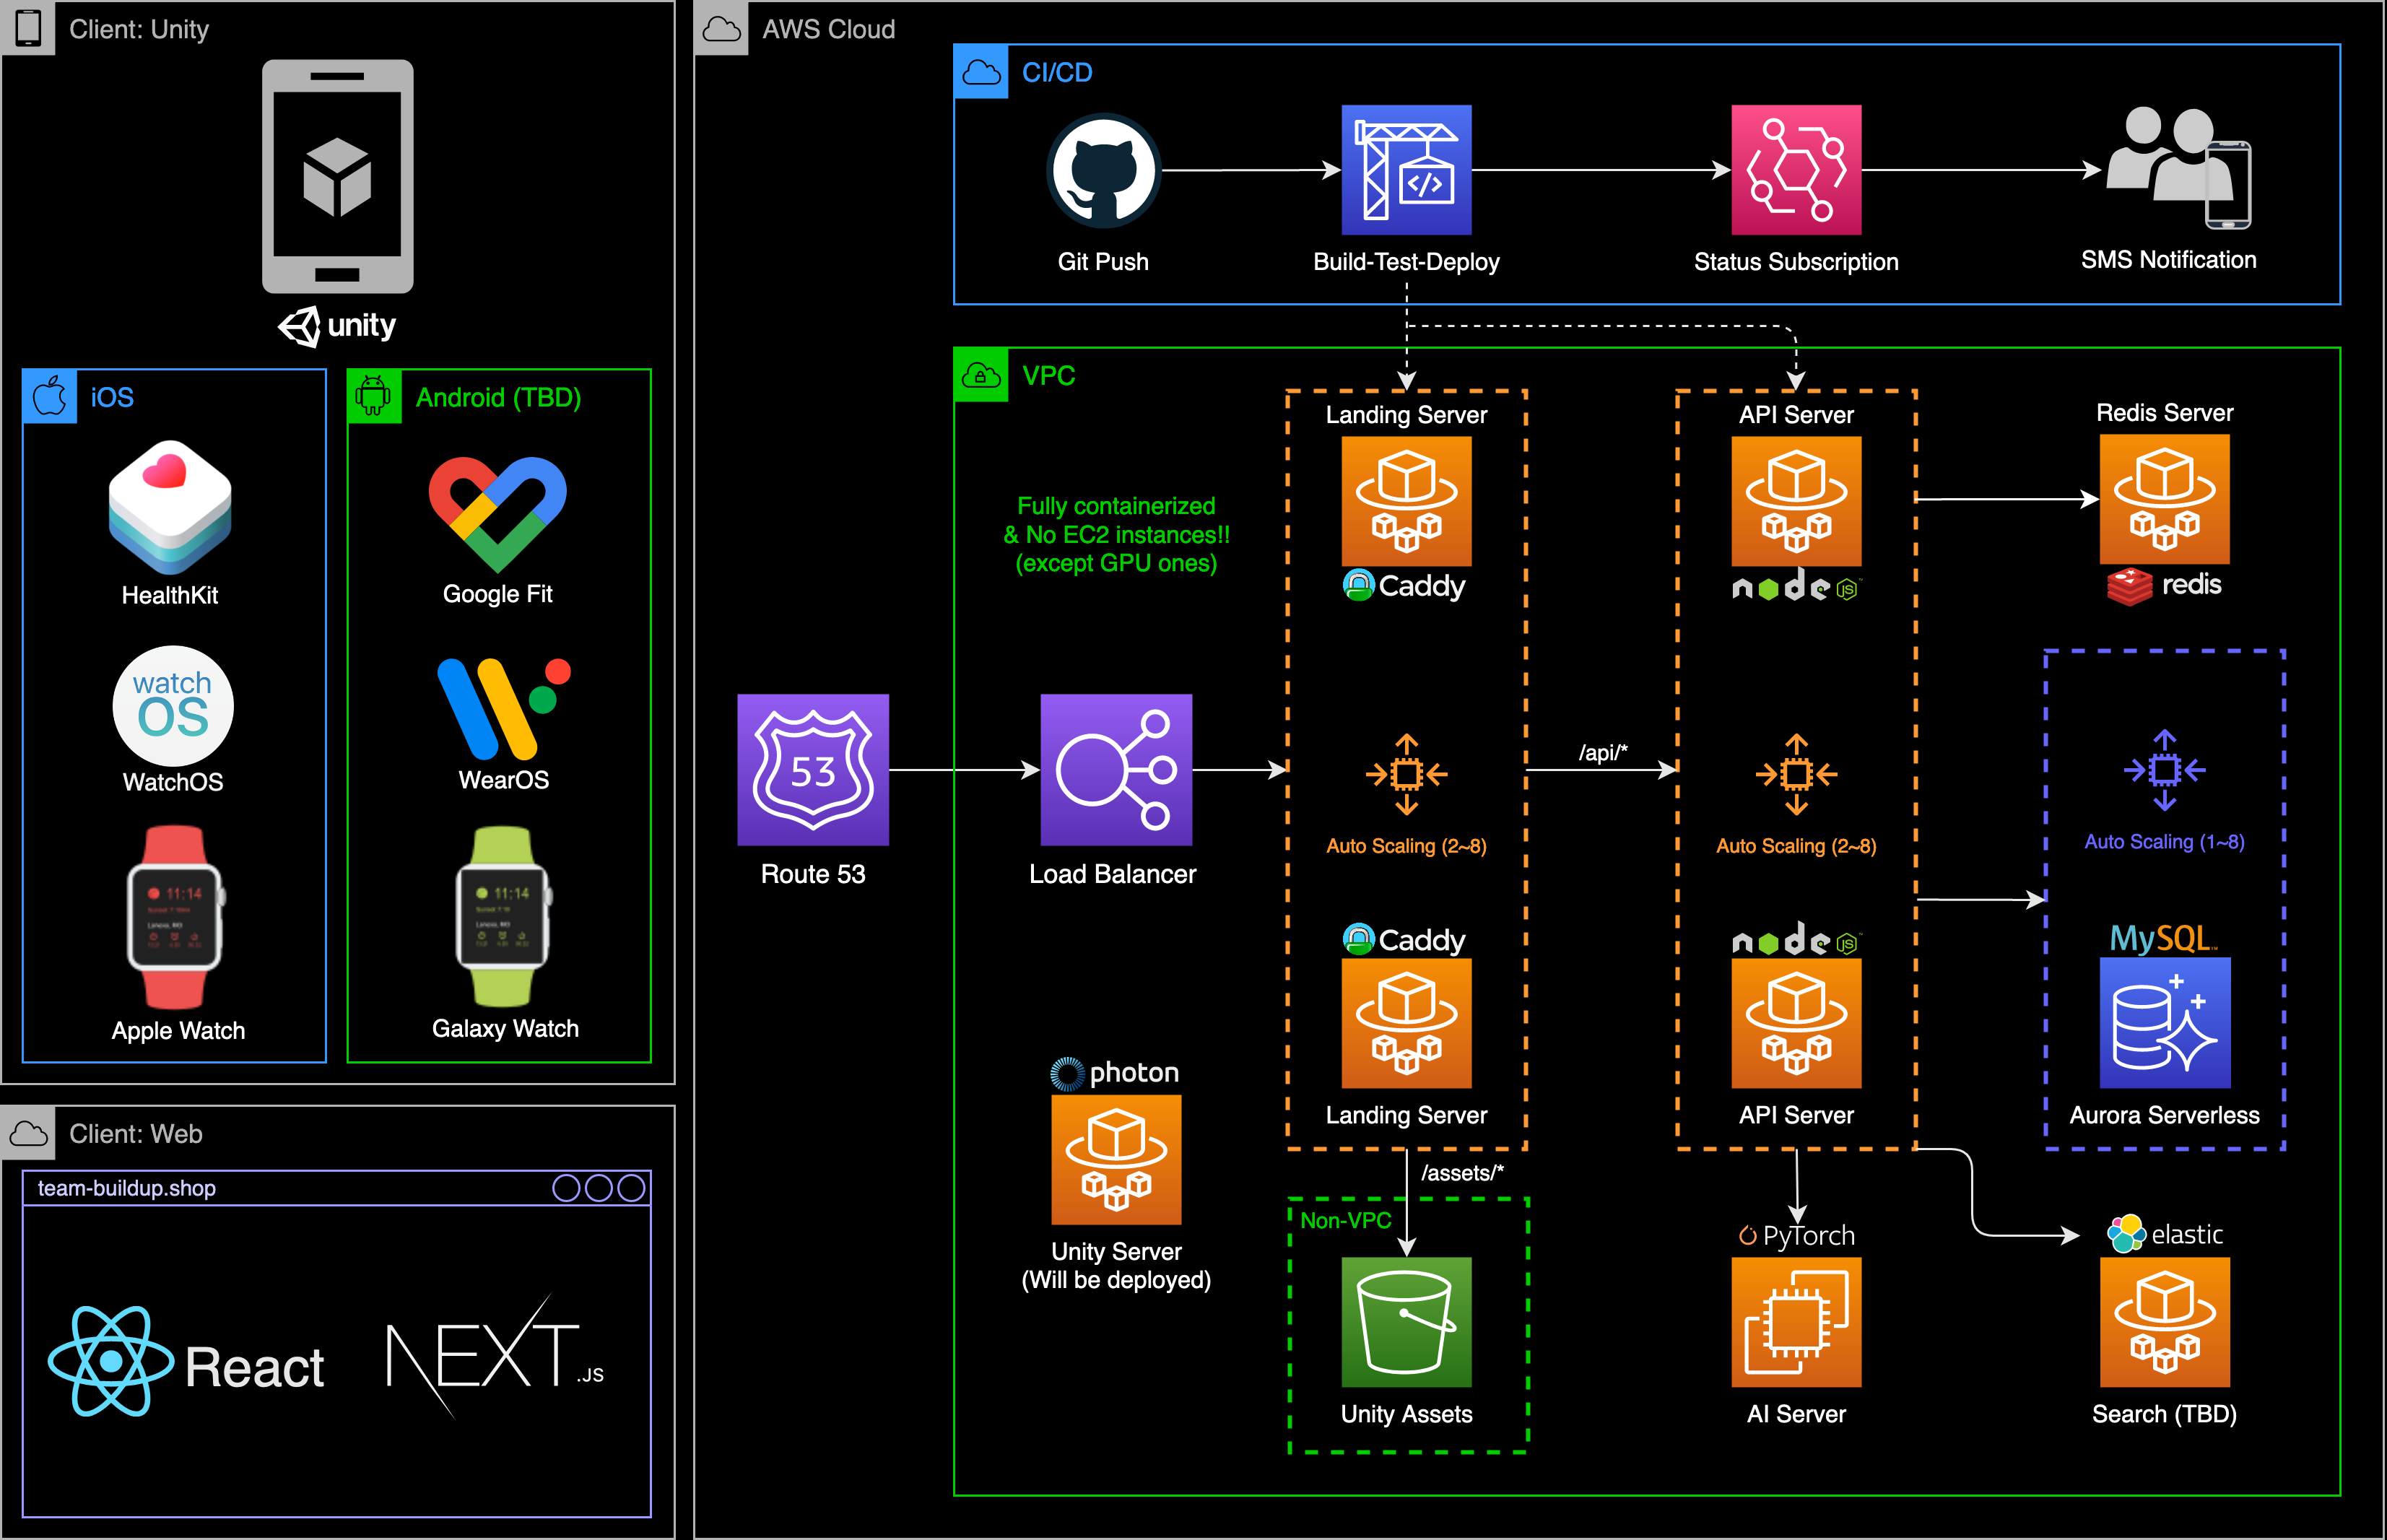 Client: Unity
unity
iOS
HealthKit
watch
OS
WatchOS
11:14
Apple Watch
Android (TBD)
Google Fit
WearOS
11:14
Galaxy Watch
Client: Web
team-buildup.shop
React
NEXT.JS
AWS Cloud
CI/CD
Git Push
</>
Build-Test-Deploy
Status Subscription
SMS Notification
VPC
Fully containerized
& No EC2 instances!!
(except GPU ones)
53
Route 53
Load Balancer
Landing Server
Caddy
Auto Scaling (2~8)
Caddy
Landing Server
/api/*
API Server
node JS
Auto Scaling (2~8)
node JS
API Server
Redis Server
redis
Auto Scaling (1~8)
MySQL™
Aurora Serverless
photon
Unity Server
(Will be deployed)
/assets/*
Non-VPC
Unity Assets
PyTorch
AI Server
elastic
Search (TBD)